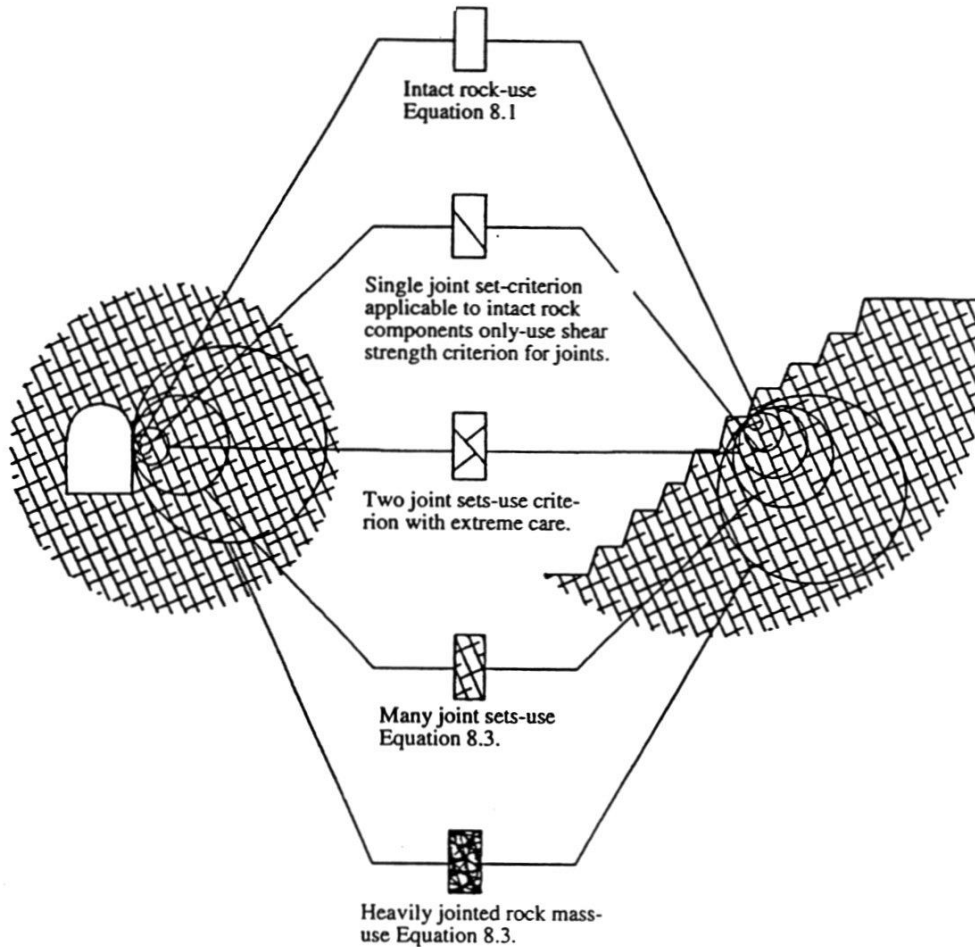 Intact rock-use
Equation 8.1
Single joint set-criterion
applicable to intact rock
components only-use shear
strength criterion for joints.
Two joint sets-use crite-
rion with extreme care.
Many joint sets-use
Equation 8.3.
Heavily jointed rock mass-
use Equation 8.3.